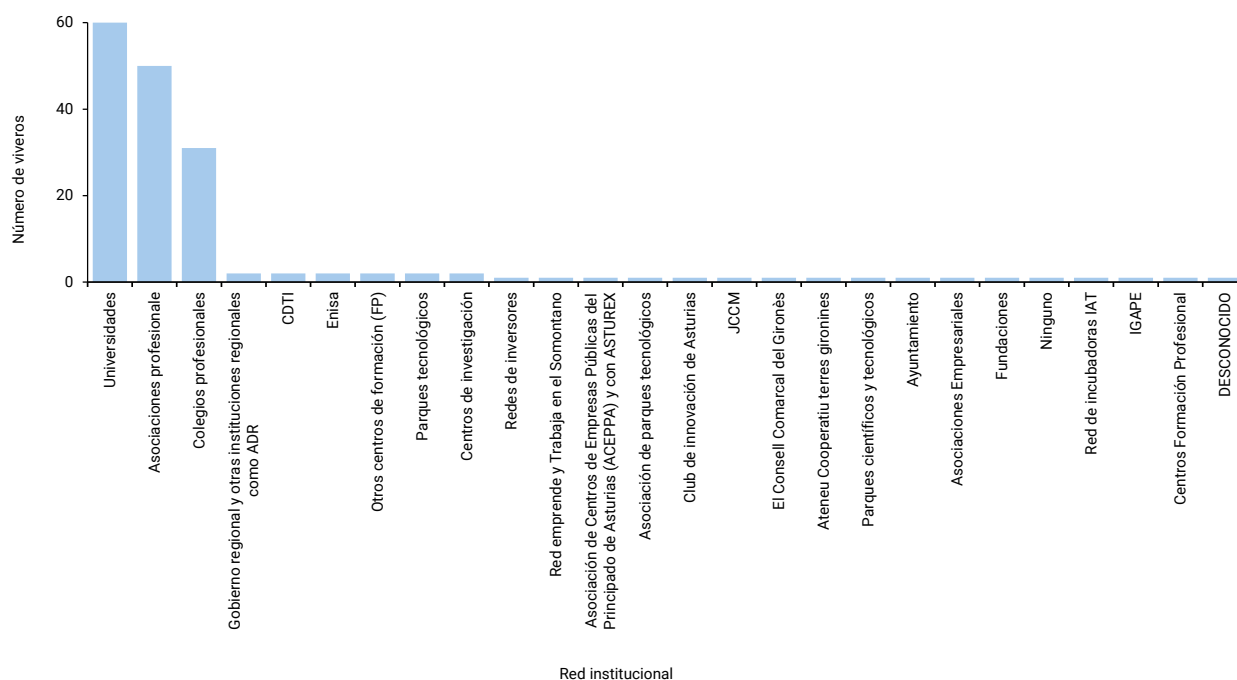 Número de viveros
60
40
20
0
Universidades
Asociaciones profesionale
Colegios profesionales
Gobierno regional y otras instituciones regionales
como ADR
CDTI
Enisa
Otros centros de formación (FP)
Parques tecnológicos
Centros de investigación
Redes de inversores
Red emprende y Trabaja en el Somontano
Asociación de Centros de Empresas Públicas del
Principado de Asturias (ACEPPA) y con ASTUREX
Asociación de parques tecnológicos
Club de innovación de Asturias
JCCM
El Consell Comarcal del Gironès
Ateneu Cooperatiu terres gironines
Parques científicos y tecnológicos
Ayuntamiento
Asociaciones Empresariales
Fundaciones
Ninguno
Red de incubadoras IAT
IGAPE
Centros Formación Profesional
DESCONOCIDO
Red institucional